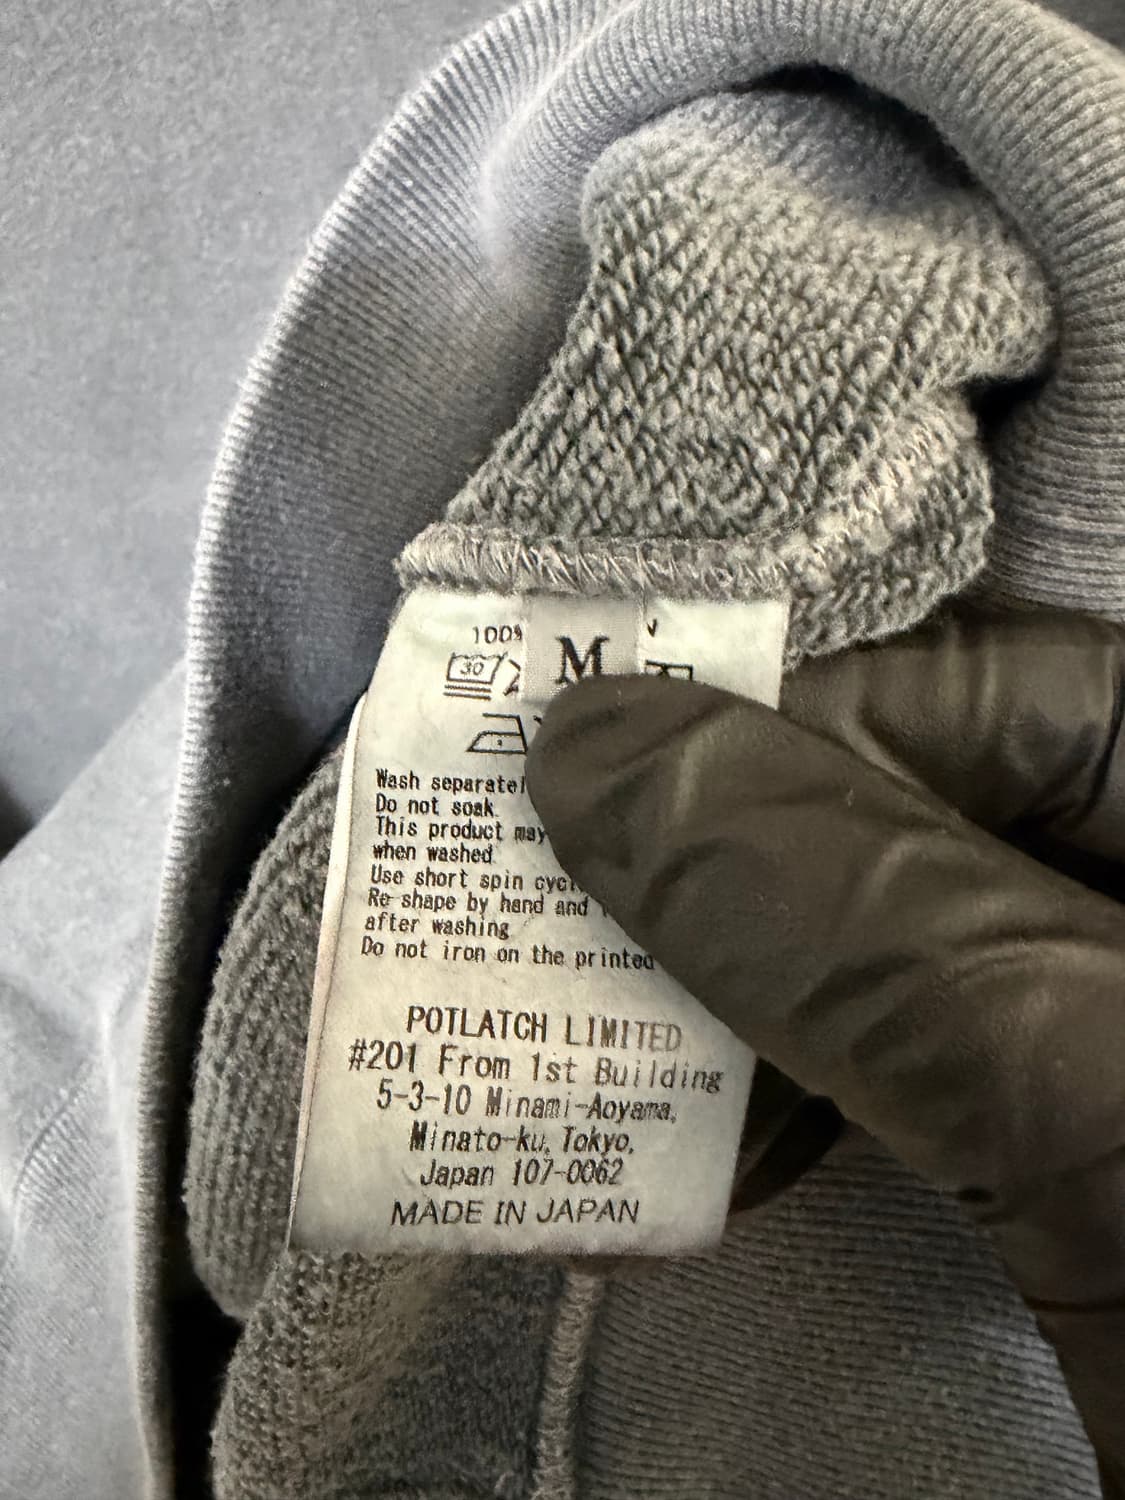 100%
M
30
Wash separatel
Do not soak.
This product may
when washed.
Use short spin cycl
Re-shape by hand and
after washing
Do not iron on the printed
POTLATCH LIMITED
#201 From 1st Building
5-3-10 Minami-Aoyama,
Minato-ku, Tokyo,
Japan 107-0062
MADE IN JAPAN